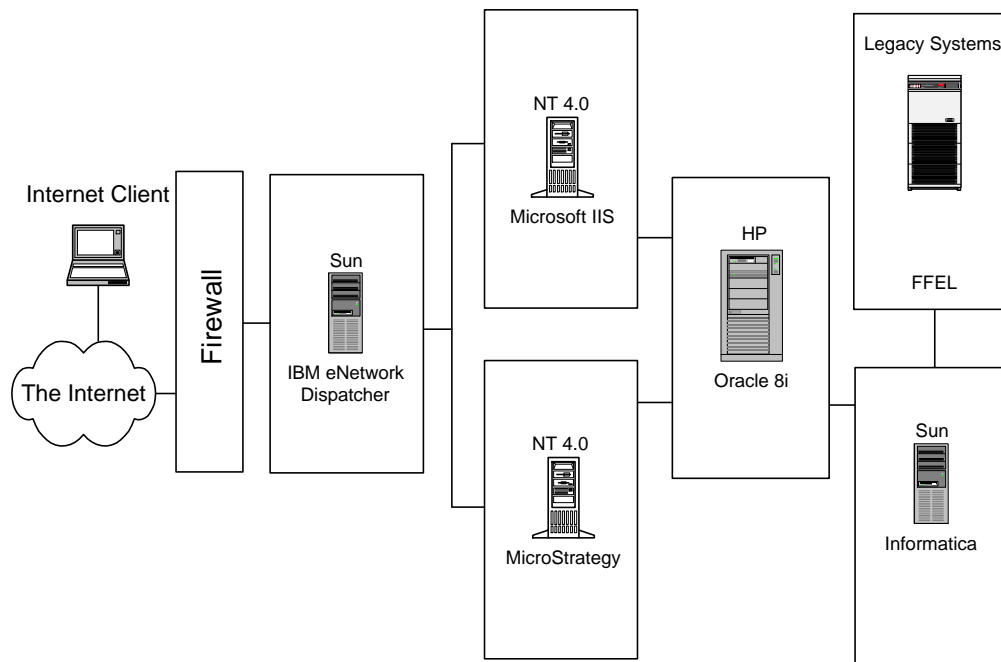 Internet Client
The Internet
Firewall
Sun
IBM eNetwork
Dispatcher
NT 4.0
Microsoft IIS
NT 4.0
MicroStrategy
HP
Oracle 8i
Legacy Systems
FFEL
Sun
Informatica